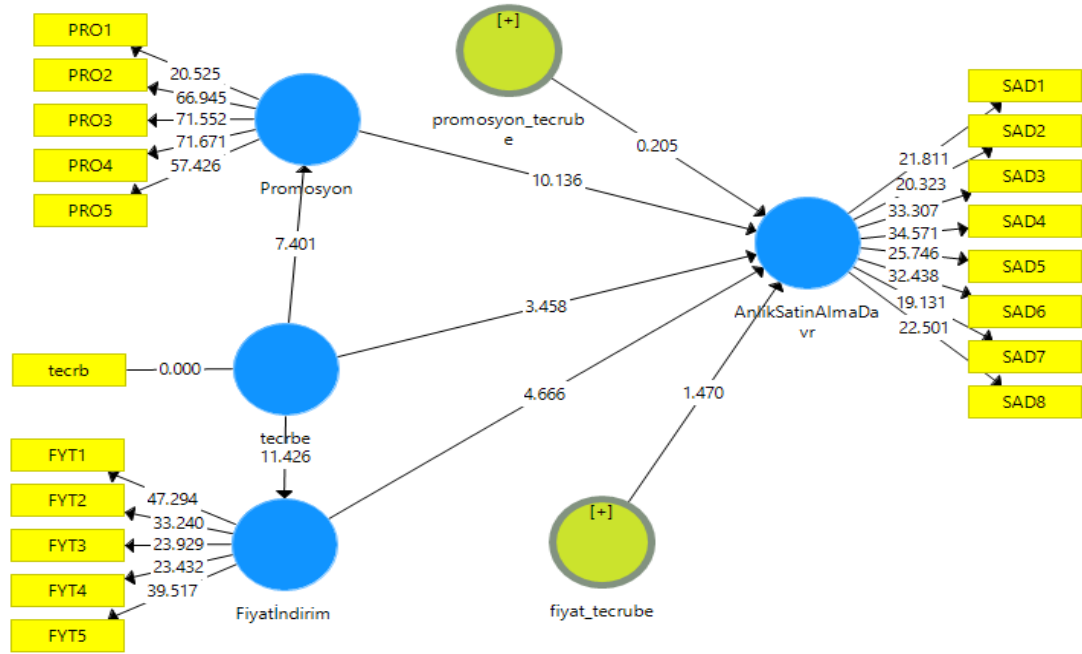 PRO1
PRO2
PRO3
PRO4
PRO5
20.525
66.945
71.552
71.671
57.426
Promosyon
[+]
promosyon_tecrub
e
0.205
10.136
7.401
3.458
tecrb
0.000
tecrbe
11.426
4.666
1.470
FYT1
FYT2
FYT3
FYT4
FYT5
47.294
33.240
23.929
23.432
39.517
Fiyatİndirim
[+]
fiyat_tecrube
AnlikSatinAlmaDa
vr
21.811
20.323
33.307
34.571
25.746
32.438
19.131
22.501
SAD1
SAD2
SAD3
SAD4
SAD5
SAD6
SAD7
SAD8